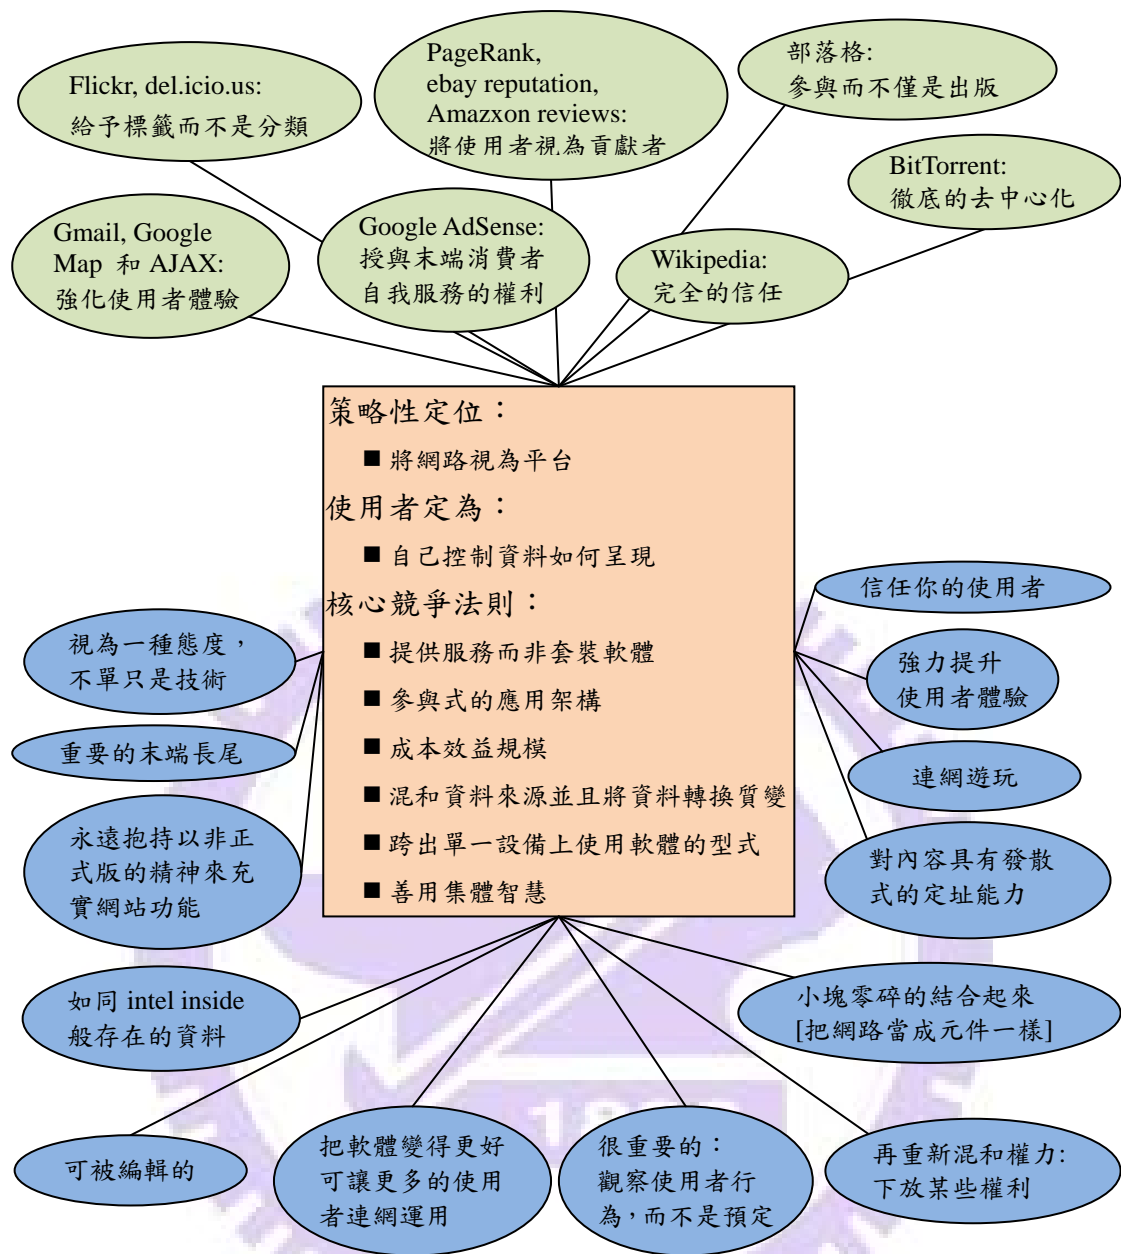 Flickr, del.icio.us:
給予標籤而不是分類
PageRank,
ebay reputation,
Amazxon reviews:
將使用者視為貢獻者
部落格:
參與而不僅是出版
BitTorrent:
徹底的去中心化
Gmail, Google
Map 和 AJAX:
強化使用者體驗
Google AdSense:
授與末端消費者
自我服務的權利
Wikipedia:
完全的信任
策略性定位：
■ 將網路視為平台
使用者定為：
■ 自己控制資料如何呈現
核心競爭法則：
■ 提供服務而非套裝軟體
■ 參與式的應用架構
■ 成本效益規模
■ 混和資料來源並且將資料轉換質變
■ 跨出單一設備上使用軟體的型式
■ 善用集體智慧
視為一種態度，
不單只是技術
重要的末端長尾
永遠抱持以非正
式版的精神來充
實網站功能
信任你的使用者
強力提升
使用者體驗
連網遊玩
對內容具有發散
式的定址能力
如同 intel inside
般存在的資料
小塊零碎的結合起來
[把網路當成元件一樣]
可被編輯的
把軟體變得更好
可讓更多的使用
者連網運用
很重要的：
觀察使用者行
為，而不是預定
再重新混和權力:
下放某些權利